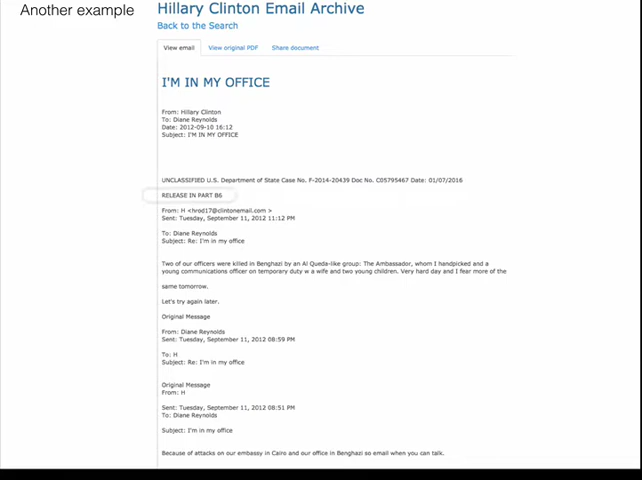 Another example
Hillary Clinton Email Archive
Back to the Search
View email
View original PDF
Share document
I'M IN MY OFFICE
From: Hillary Clinton
To: Diane Reynolds
Date: 2012-09-10 16:12
Subject: I'M IN MY OFFICE
UNCLASSIFIED U.S. Department of State Case No. F-2014-20439 Doc No. C05795467 Date: 01/07/2016
RELEASE IN PART B6
From: H <hrod17@clintonemail.com >
Sent: Tuesday, September 11, 2012 11:12 PM
To: Diane Reynolds
Subject: Re: I'm in my office
Two of our officers were killed in Benghazi by an Al Queda-like group: The Ambassador, whom I handpicked and a
young communications officer on temporary duty w a wife and two young children. Very hard day and I fear more of the
same tomorrow.
Let's try again later.
Original Message
From: Diane Reynolds
Sent: Tuesday, September 11, 2012 08:59 PM
To: H
Subject: Re: I'm in my office
Original Message
From: H
Sent: Tuesday, September 11, 2012 08:51 PM
To: Diane Reynolds
Subject: I'm in my office
Because of attacks on our embassy in Cairo and our office in Benghazi so email when you can talk.